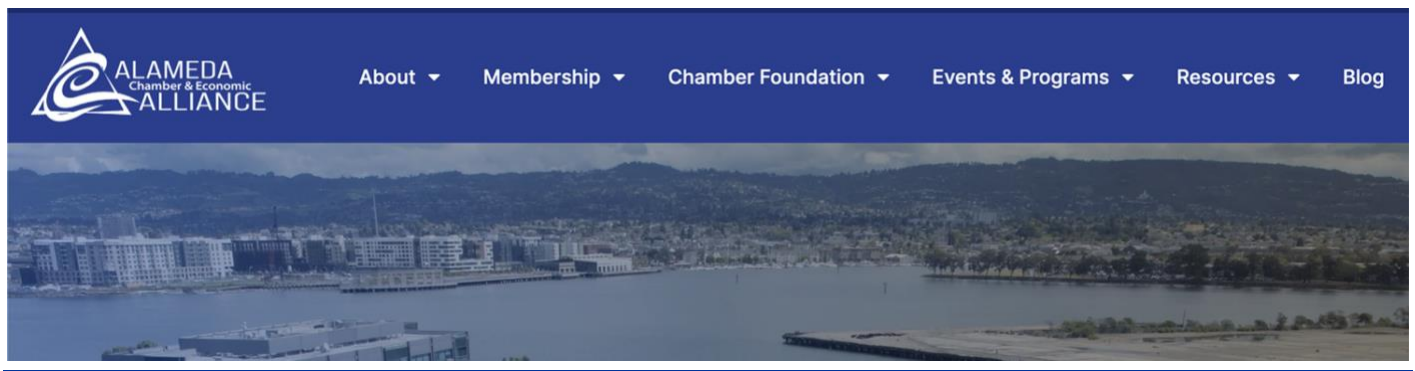 ALAMEDA
Chamber & Economic
ALLIANCE
About Membership Chamber Foundation Events & Programs Resources Blog